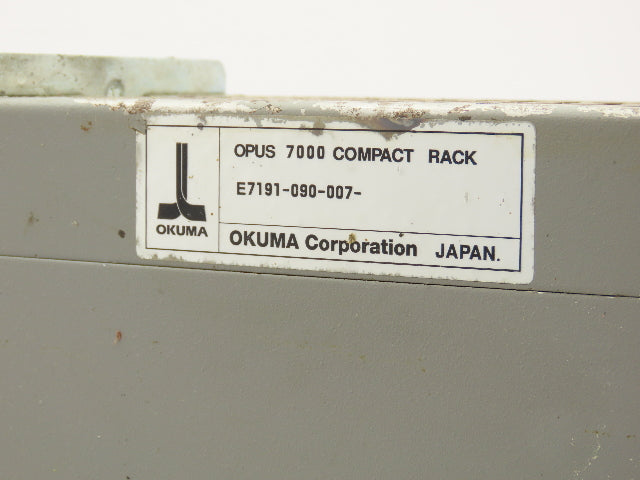 OPUS 7000 COMPACT RACK
E7191-090-007-
OKUMA
OKUMA Corporation JAPAN.